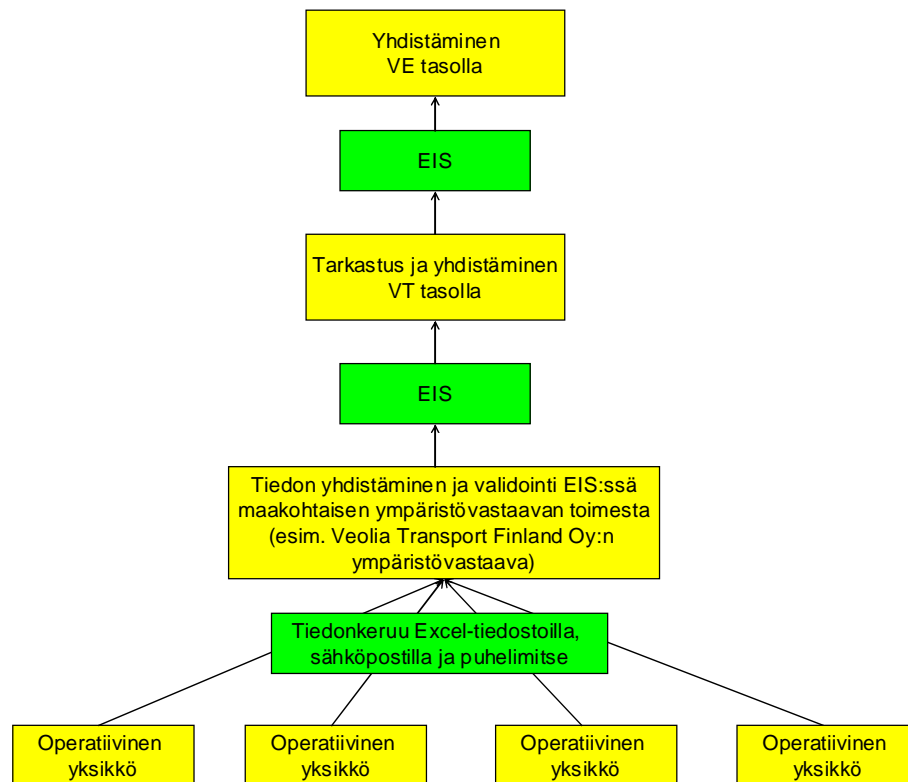 Yhdistäminen
VE tasolla
EIS
Tarkastus ja yhdistäminen
VT tasolla
EIS
Tiedon yhdistäminen ja validointi EIS:ssä
maakohtaisen ympäristövastaavan toimesta
(esim. Veolia Transport Finland Oy:n
ympäristövastaava)
Tiedonkeruu Excel-tiedostoilla,
sähköpostilla ja puhelimitse
Operatiivinen
yksikkö
Operatiivinen
yksikkö
Operatiivinen
yksikkö
Operatiivinen
yksikkö